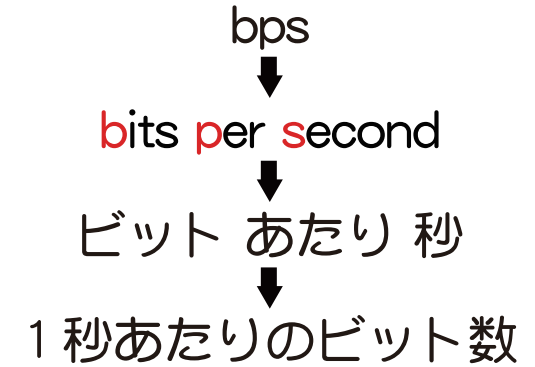 bps
bits per second
ビット あたり 秒
1秒あたりのビット数